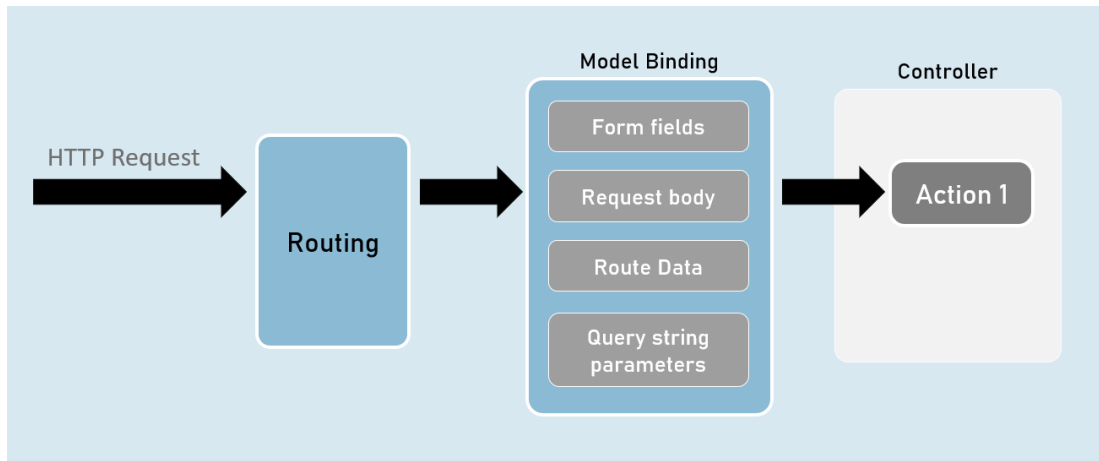 HTTP Request
Routing
Model Binding
Form fields
Request body
Route Data
Query string
parameters
Controller
Action 1